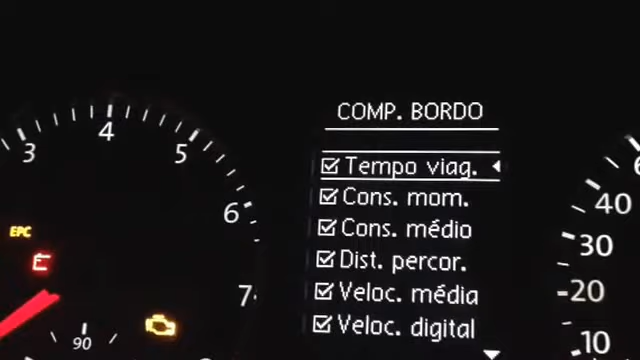 COMP. BORDO
Tempo viag.
Cons. mom.
Cons. médio
Dist. percor.
Veloc. média
Veloc. digital
3
4
5
6
7
EPC
90
40
30
20
10